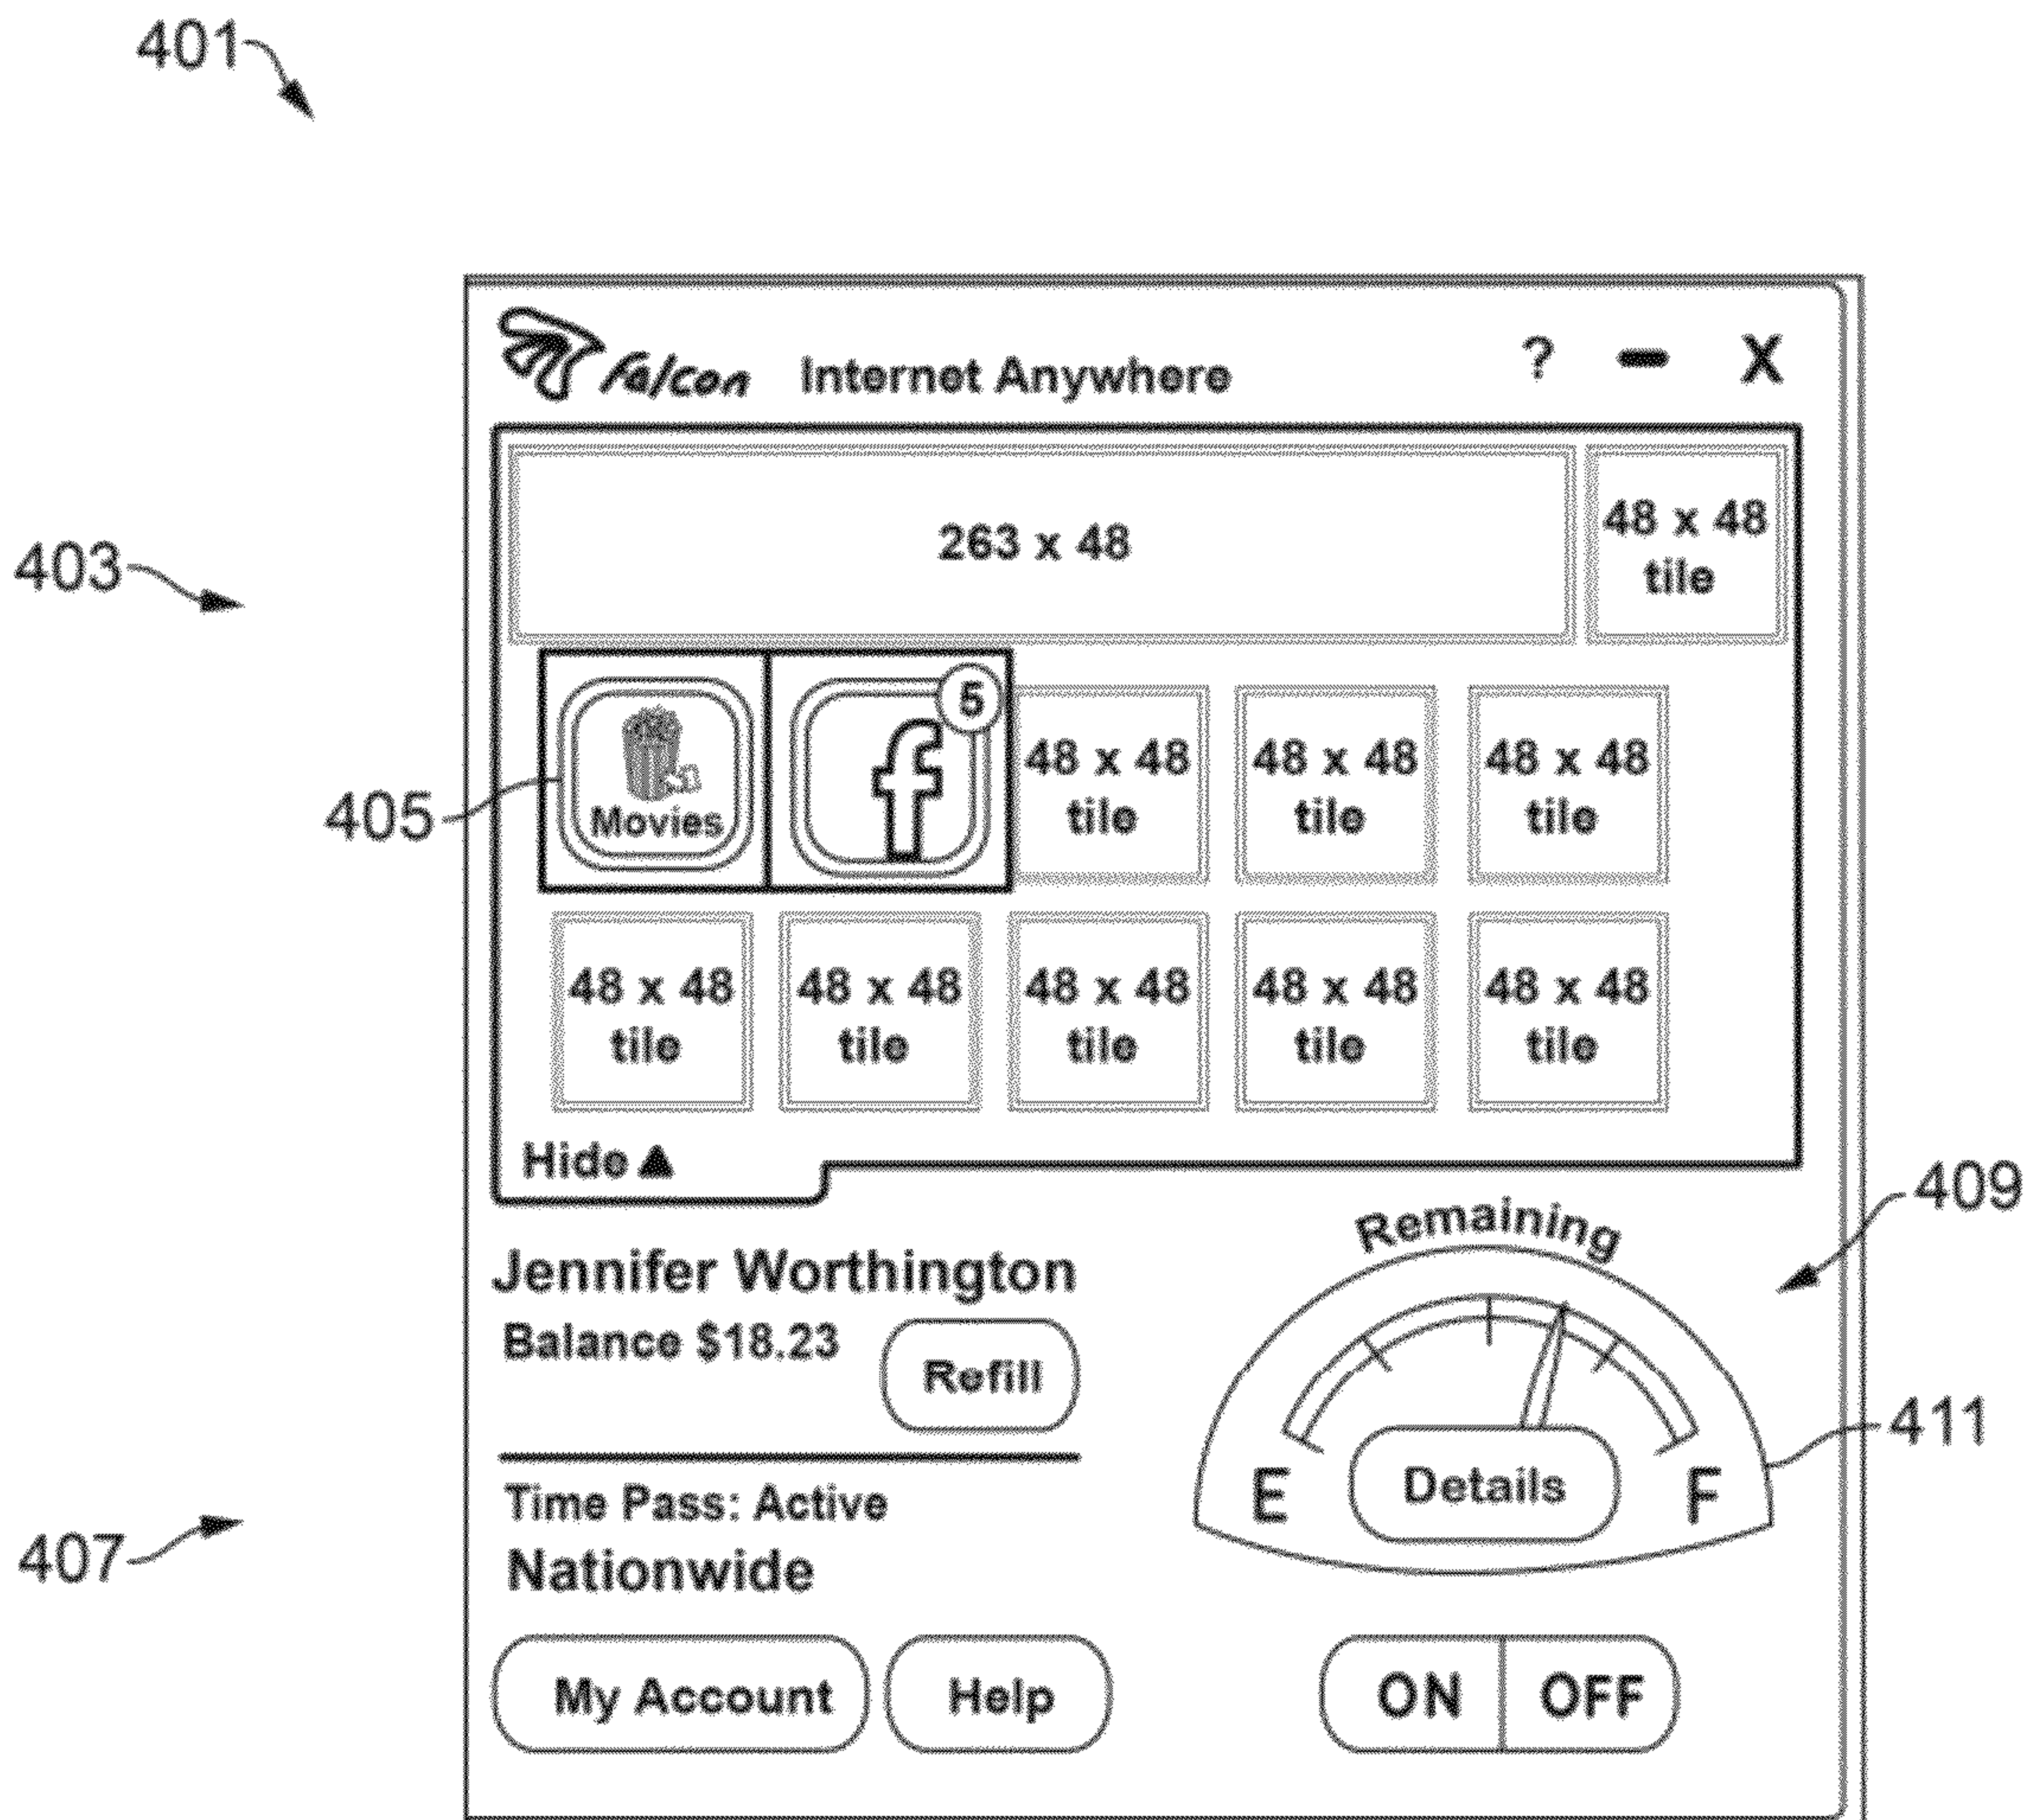 401
falcon Internet Anywhere ? – X
403
263 x 48
48 x 48
tile
405
Movies
f 5
48 x 48
tile
48 x 48
tile
48 x 48
tile
48 x 48
tile
48 x 48
tile
48 x 48
tile
48 x 48
tile
48 x 48
tile
Hide ▲
409
Remaining
Jennifer Worthington
Balance $18.23
Refill
411
E Details F
407
Time Pass: Active
Nationwide
My Account Help ON OFF